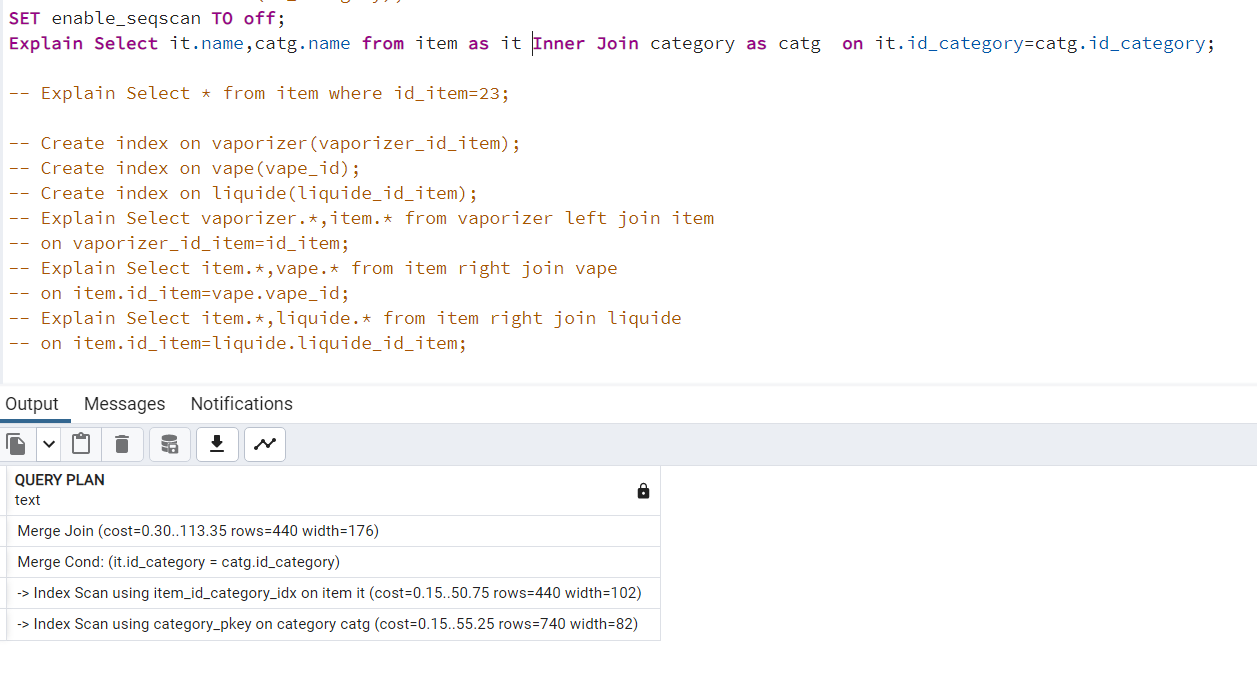 SET enable_seqscan TO off;
Explain Select it.name,catg.name from item as it Inner Join category as catg  on it.id_category=catg.id_category;
-- Explain Select * from item where id_item=23;
-- Create index on vaporizer(vaporizer_id_item);
-- Create index on vape(vape_id);
-- Create index on liquide(liquide_id_item);
-- Explain Select vaporizer.*,item.* from vaporizer left join item
-- on vaporizer_id_item=id_item;
-- Explain Select item.*,vape.* from item right join vape
-- on item.id_item=vape.vape_id;
-- Explain Select item.*,liquide.* from item right join liquide
-- on item.id_item=liquide.liquide_id_item;
Output Messages Notifications
QUERY PLAN
text
Merge Join (cost=0.30..113.35 rows=440 width=176)
Merge Cond: (it.id_category = catg.id_category)
-> Index Scan using item_id_category_idx on item it (cost=0.15..50.75 rows=440 width=102)
-> Index Scan using category_pkey on category catg (cost=0.15..55.25 rows=740 width=82)